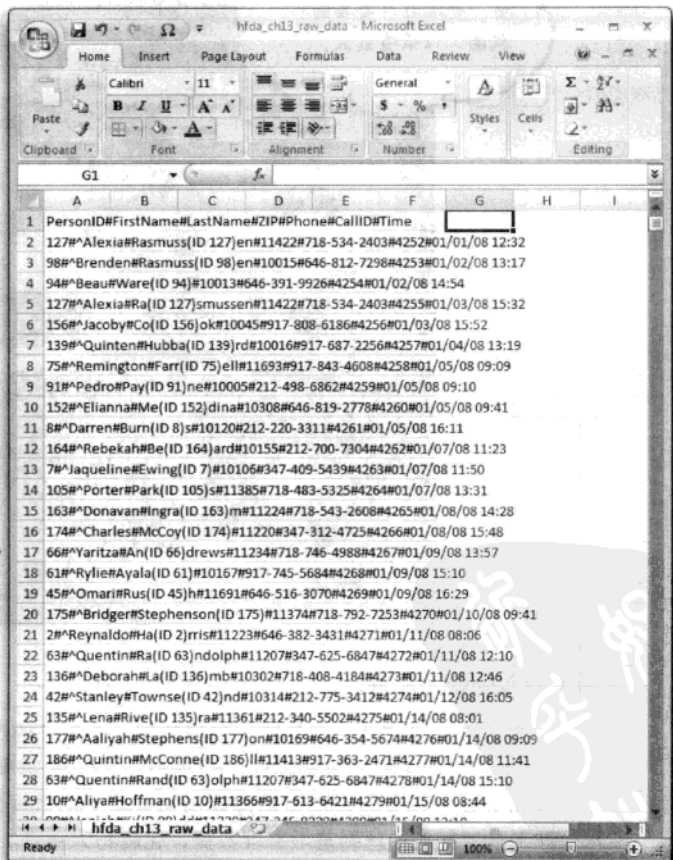 hfda_ch13_raw_data - Microsoft Excel
Home Insert Page Layout Formulas Data Review View
Paste
Calibri 11
General
B I U A A
$ % ,
Styles Cells
Clipboard Font Alignment Number Editing
G1 fx
A B C D E F G H I
1 PersonID#FirstName#LastName#ZIP#Phone#CallID#Time
2 127#^Alexia#Rasmuss(ID 127)en#11422#718-534-2403#4252#01/01/08 12:32
3 98#^Brenden#Rasmuss(ID 98)en#10015#646-812-7298#4253#01/02/08 13:17
4 94#^Beau#Ware(ID 94)#10013#646-391-9926#4254#01/02/08 14:54
5 127#^Alexia#Ra(ID 127)smussen#11422#718-534-2403#4255#01/03/08 15:32
6 156#^Jacoby#Co(ID 156)ok#10045#917-808-6186#4256#01/03/08 15:52
7 139#^Quinten#Hubba(ID 139)rd#10016#917-687-2256#4257#01/04/08 13:19
8 75#^Remington#Farr(ID 75)ell#11693#917-843-4608#4258#01/05/08 09:09
9 91#^Pedro#Pay(ID 91)ne#10005#212-498-6862#4259#01/05/08 09:10
10 152#^Elianna#Me(ID 152)dina#10308#646-819-2778#4260#01/05/08 09:41
11 8#^Darren#Burn(ID 8)s#10120#212-220-3311#4261#01/05/08 16:11
12 164#^Rebekah#Be(ID 164)ard#10155#212-700-7304#4262#01/07/08 11:23
13 7#^Jaqueline#Ewing(ID 7)#10106#347-409-5439#4263#01/07/08 11:50
14 105#^Porter#Park(ID 105)s#11385#718-483-5325#4264#01/07/08 13:31
15 163#^Donavan#Ingra(ID 163)m#11224#718-543-2608#4265#01/08/08 14:28
16 174#^Charles#McCoy(ID 174)#11220#347-312-4725#4266#01/08/08 15:48
17 66#^Yaritza#An(ID 66)drews#11234#718-746-4988#4267#01/09/08 13:57
18 61#^Rylie#Ayala(ID 61)#10167#917-745-5684#4268#01/09/08 15:10
19 45#^Omari#Rus(ID 45)h#11691#646-516-3070#4269#01/09/08 16:29
20 175#^Bridger#Stephenson(ID 175)#11374#718-792-7253#4270#01/10/08 09:41
21 2#^Reynaldo#Ha(ID 2)rris#11223#646-382-3431#4271#01/11/08 08:06
22 63#^Quentin#Ra(ID 63)ndolph#11207#347-625-6847#4272#01/11/08 12:10
23 136#^Deborah#La(ID 136)mb#10302#718-408-4184#4273#01/11/08 12:46
24 42#^Stanley#Townse(ID 42)nd#10314#212-775-3412#4274#01/12/08 16:05
25 135#^Lena#Rive(ID 135)ra#11361#212-340-5502#4275#01/14/08 08:01
26 177#^Aaliyah#Stephens(ID 177)on#10169#646-354-5674#4276#01/14/08 09:09
27 186#^Quintin#McConne(ID 186)ll#11413#917-363-2471#4277#01/14/08 11:41
28 63#^Quentin#Rand(ID 63)olph#11207#347-625-6847#4278#01/14/08 15:10
29 10#^Aliya#Hoffman(ID 10)#11366#917-613-6421#4279#01/15/08 08:44
hfda_ch13_raw_data
Ready 100%